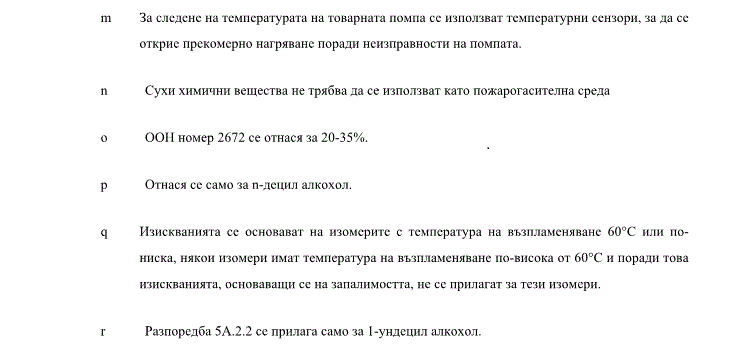 m За следене на температурата на товарната помпа се използват температурни сензори, за да се
открие прекомерно нагряване поради неизправности на помпата.
n Сухи химични вещества не трябва да се използват като пожарогасителна среда
o ООН номер 2672 се отнася за 20-35%.
p Отнася се само за n-децил алкохол.
q Изискванията се основават на изомерите с температура на възпламеняване 60°C или по-
ниска, някои изомери имат температура на възпламеняване по-висока от 60°C и поради това
изискванията, основаващи се на запалимостта, не се прилагат за тези изомери.
r Разпоредба 5А.2.2 се прилага само за 1-ундецил алкохол.